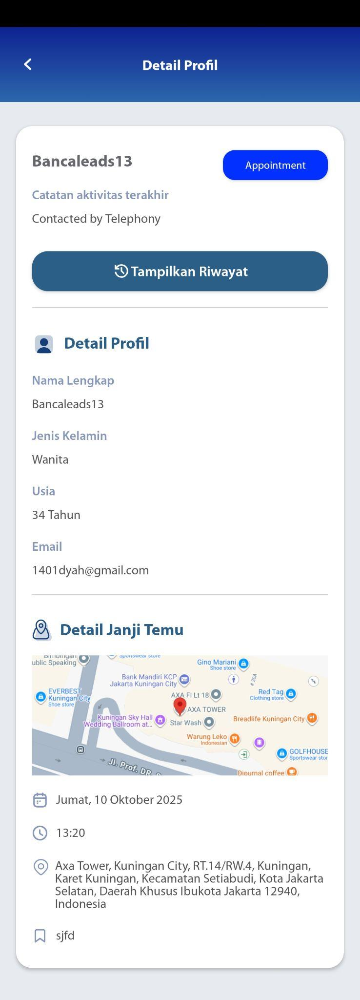 Detail Profil
Bancaleads13
Appointment
Catatan aktivitas terakhir
Contacted by Telephony
Tampilkan Riwayat
Detail Profil
Nama Lengkap
Bancaleads13
Jenis Kelamin
Wanita
Usia
34 Tahun
Email
1401dyah@gmail.com
Detail Janji Temu
Bimbingan
ublic Speaking
Sportswear store
Gino Mariani
Shoe store
Bank Mandiri KCP
Jakarta Kuningan City
# 20A
EVERBEST
Kuningan City
Shoe store
AXA FI Lt 18
Red Tag
Clothing store
AXA TOWER
Kuningan Sky Hall
Wedding Ballroom at...
Star Wash
Breadlife Kuningan City
Warung Leko
Indonesian
GOLFHOUSE
Sportswear stor
Jl. Prof. DR. S
Djournal coffee
Jumat, 10 Oktober 2025
13:20
Axa Tower, Kuningan City, RT.14/RW.4, Kuningan,
Karet Kuningan, Kecamatan Setiabudi, Kota Jakarta
Selatan, Daerah Khusus Ibukota Jakarta 12940,
Indonesia
sjfd